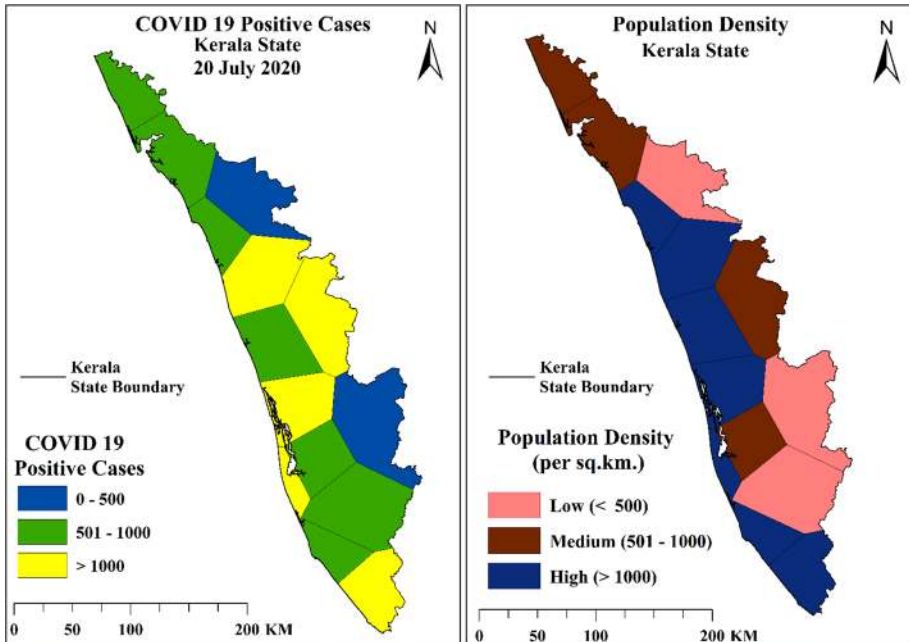 COVID 19 Positive Cases
Kerala State
20 July 2020
N
Kerala
State Boundary
COVID 19
Positive Cases
0 - 500
501 - 1000
> 1000
0 50 100 200 KM
Population Density
Kerala State
N
Kerala
State Boundary
Population Density
(per sq.km.)
Low (< 500)
Medium (501 - 1000)
High (> 1000)
0 50 100 200 KM